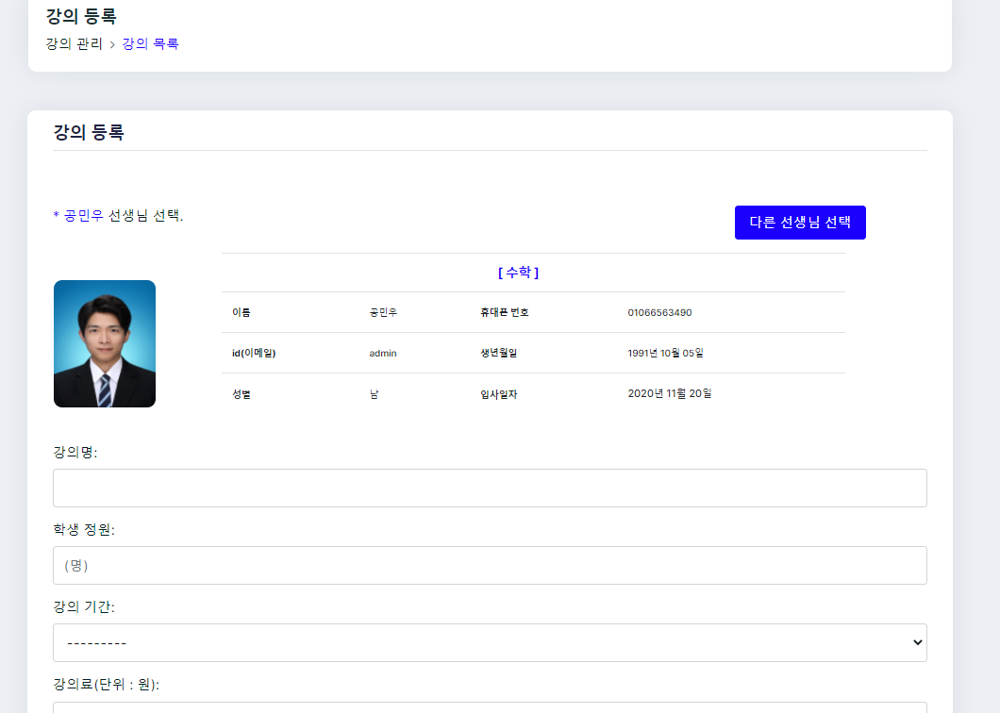 강의 등록
강의 관리 > 강의 목록
강의 등록
* 공민우 선생님 선택.
다른 선생님 선택
[ 수학 ]
이름 공민우 휴대폰 번호 01066563490
id(이메일) admin 생년월일 1991년 10월 05일
성별 남 입사일자 2020년 11월 20일
강의명:
학생 정원:
(명)
강의 기간:
---------
강의료(단위 : 원):